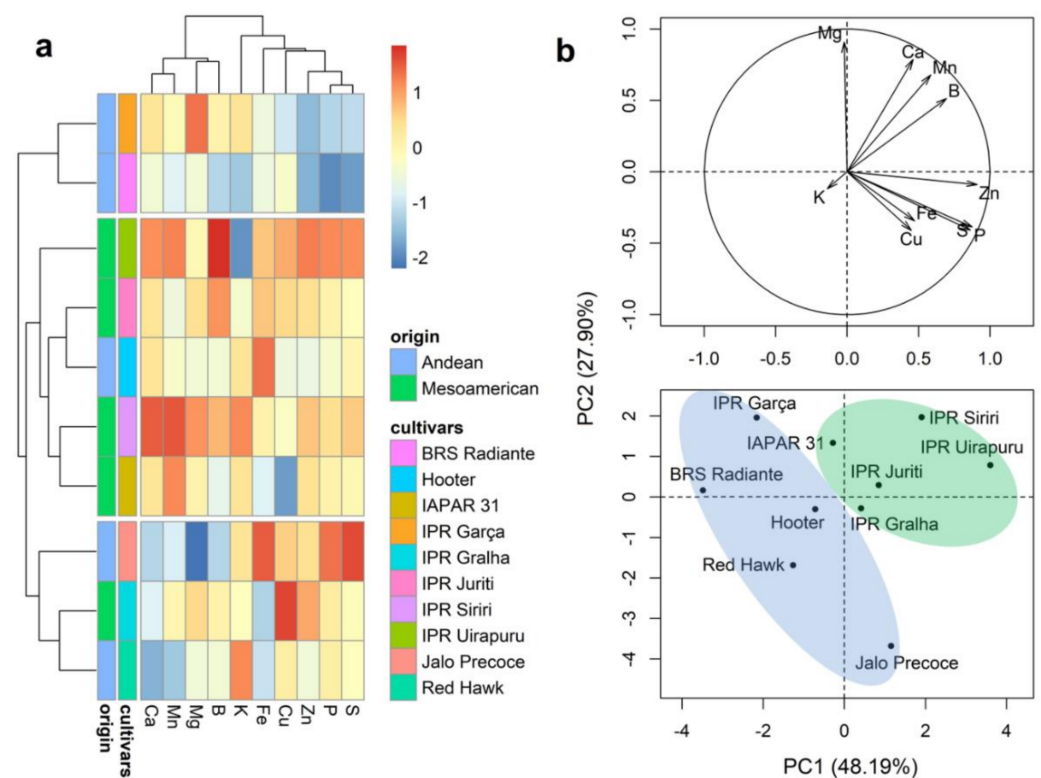 a
1
0
-1
-2
origin
Andean
Mesoamerican
cultivars
BRS Radiante
Hooter
IAPAR 31
IPR Garça
IPR Gralha
IPR Juriti
IPR Siriri
IPR Uirapuru
Jalo Precoce
Red Hawk
origin
cultivars
Ca
Mn
Mg
B
K
Fe
Cu
Zn
P
S
b
1.0
0.5
0.0
-0.5
-1.0
Mg
Ca
Mn
B
K
Zn
Fe
S
P
Cu
-1.0 -0.5 0.0 0.5 1.0
PC2 (27.90%)
2
1
0
-1
-2
-3
-4
IPR Garça
IPR Siriri
IAPAR 31
IPR Uirapuru
BRS Radiante
IPR Juriti
Hooter
IPR Gralha
Red Hawk
Jalo Precoce
-4 -2 0 2 4
PC1 (48.19%)